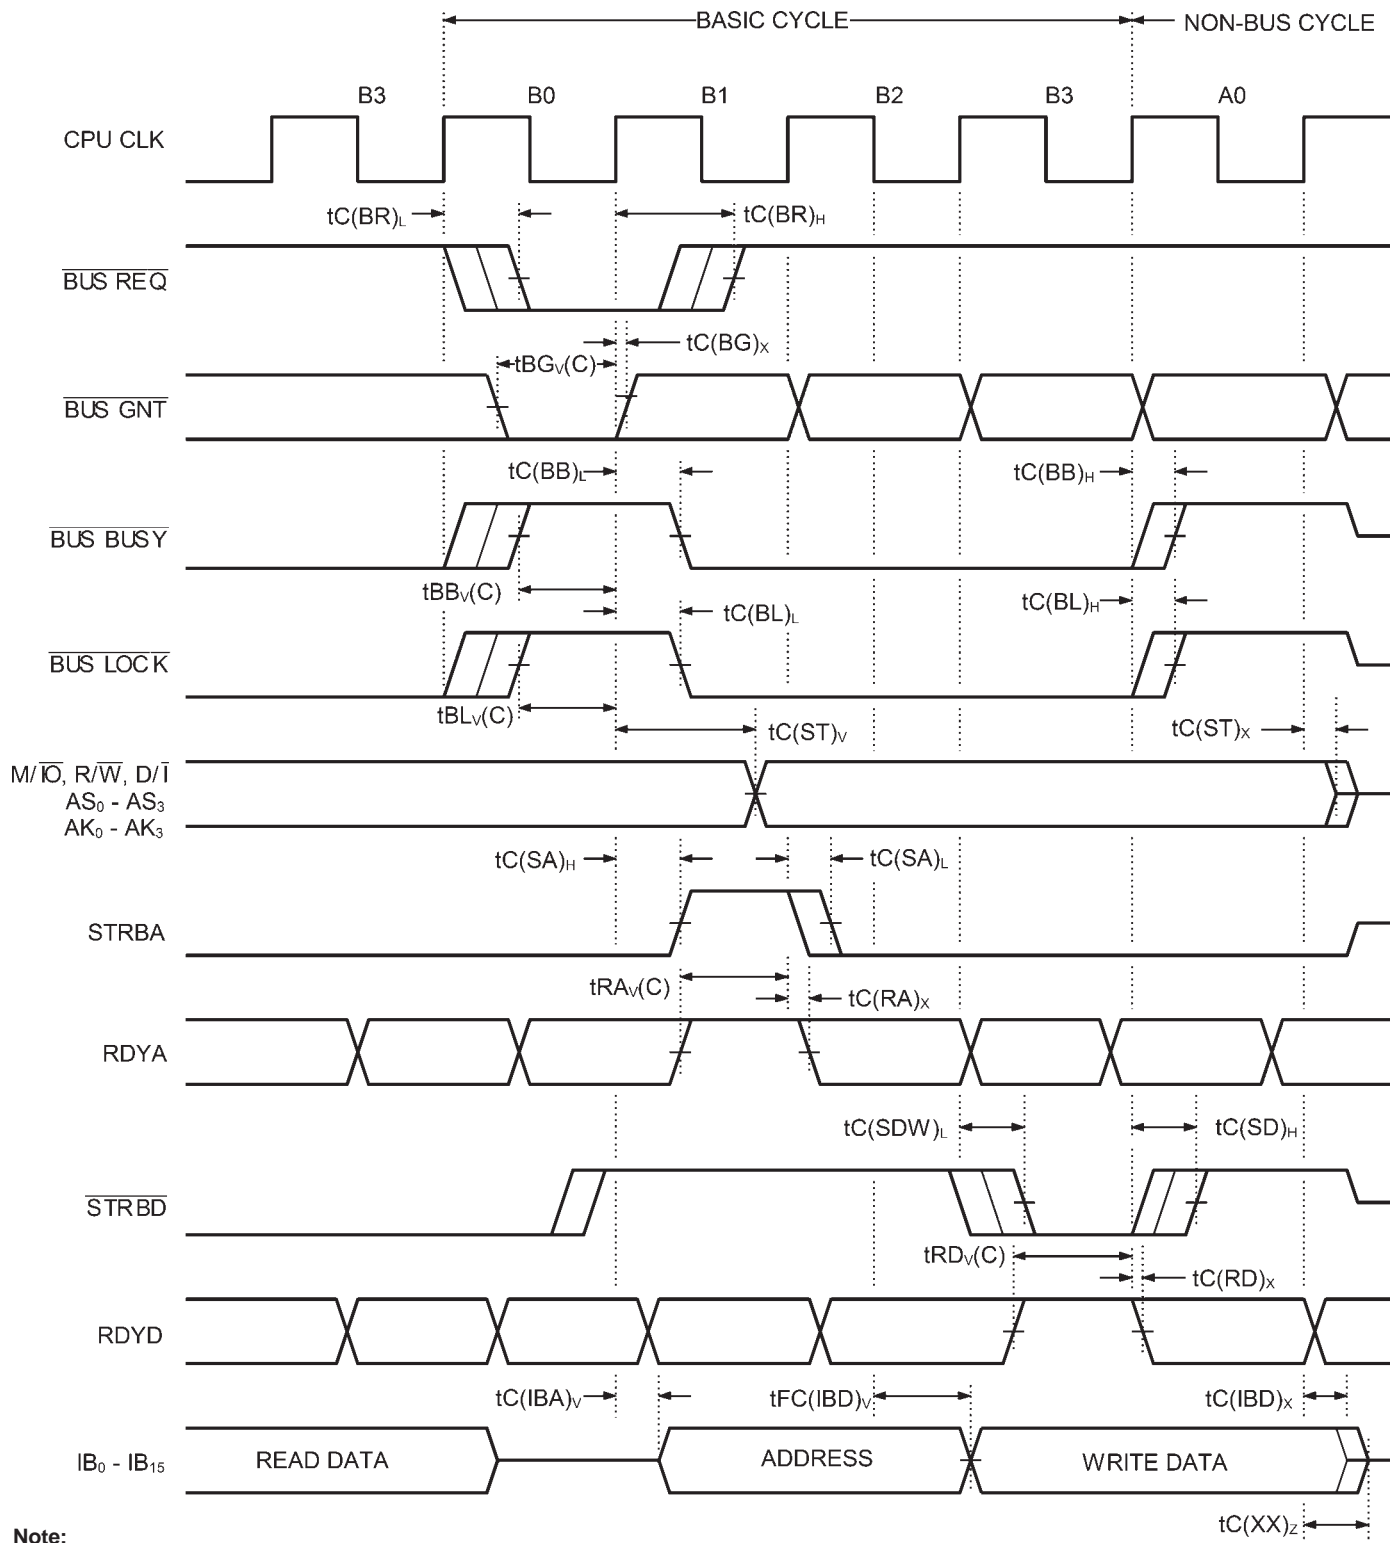 BASIC CYCLE NON-BUS CYCLE
B3 B0 B1 B2 B3 A0
CPU CLK
tC(BR)L tC(BR)H
BUS REQ
tC(BG)X
tBGV(C)
BUS GNT
tC(BB)L tC(BB)H
BUS BUSY
tBBV(C)
tC(BL)L tC(BL)H
BUS LOCK
tBLV(C)
tC(ST)V tC(ST)X
M/IO, R/W, D/I
AS0 - AS3
AK0 - AK3
tC(SA)H tC(SA)L
STRBA
tRAV(C)
tC(RA)X
RDYA
tC(SDW)L tC(SD)H
STRBD
tRDV(C)
tC(RD)X
RDYD
tC(IBA)V tFC(IBD)V tC(IBD)X
IB0 - IB15 READ DATA ADDRESS WRITE DATA
tC(XX)Z
Note: